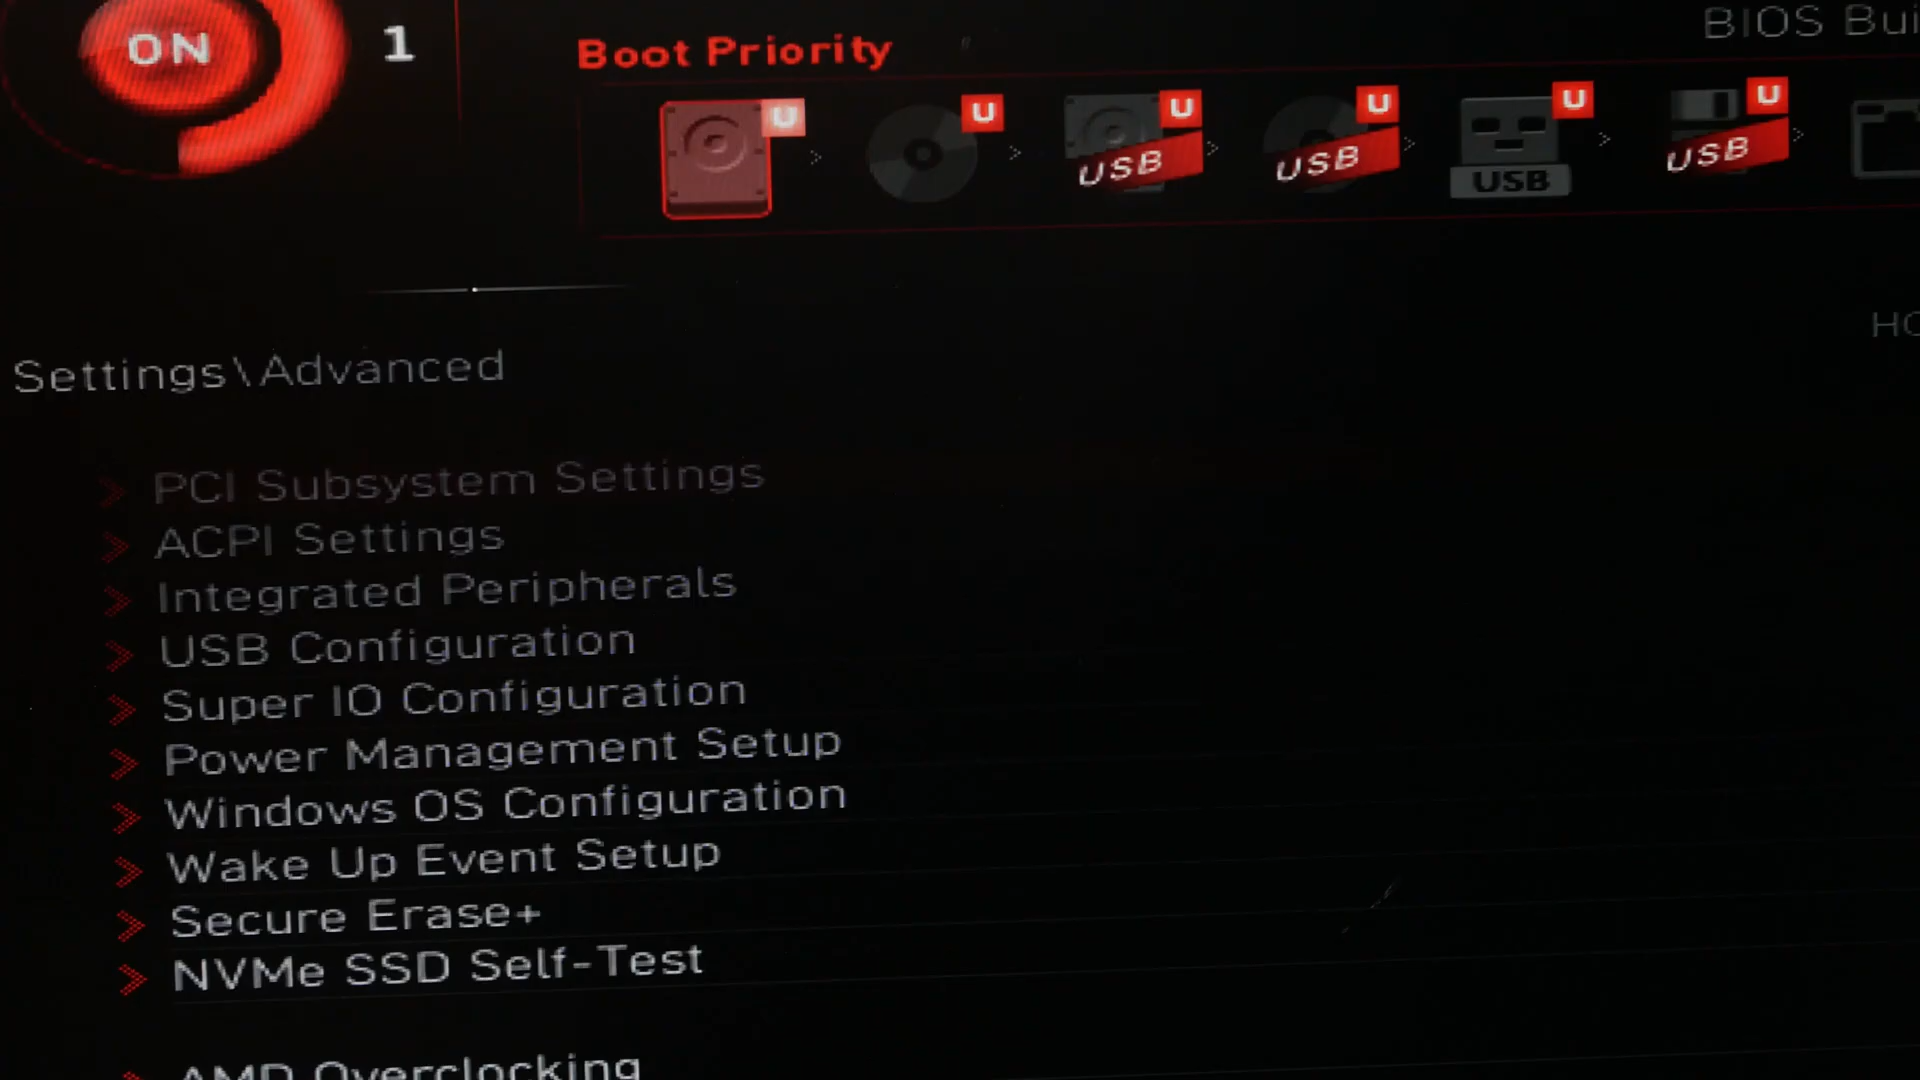 ON
1
Boot Priority
BIOS Bui
U
U
U
USB
U
USB
U
USB
U
USB
HO
Settings\Advanced
PCI Subsystem Settings
ACPI Settings
Integrated Peripherals
USB Configuration
Super IO Configuration
Power Management Setup
Windows OS Configuration
Wake Up Event Setup
Secure Erase+
NVMe SSD Self-Test
AMD Overclocking